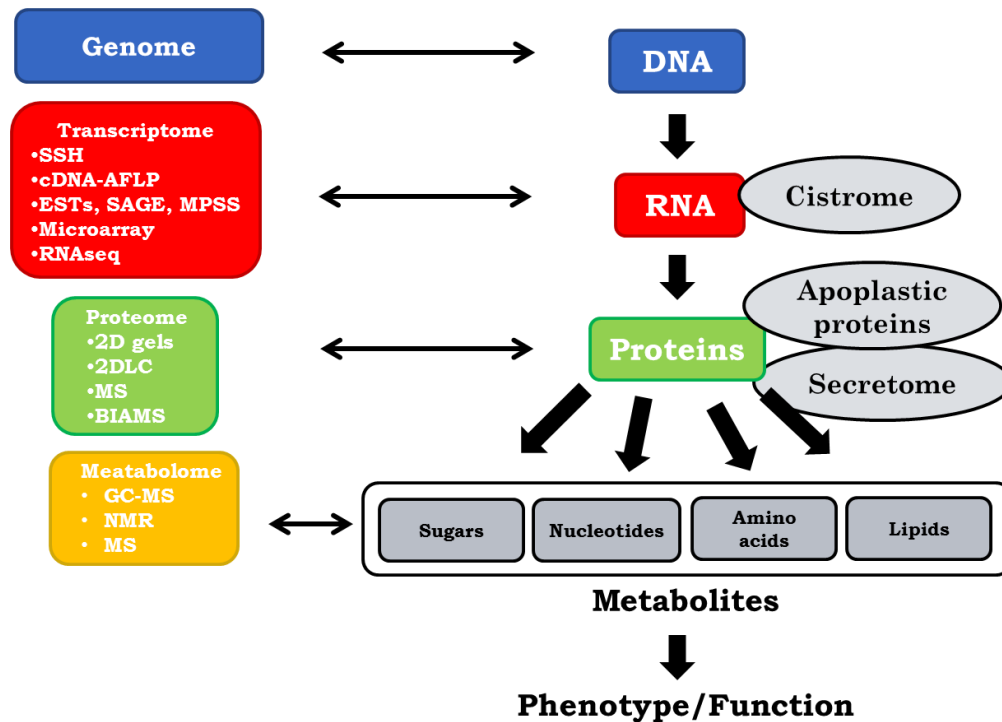 Genome
DNA
Transcriptome
•SSH
•cDNA-AFLP
•ESTs, SAGE, MPSS
•Microarray
•RNAseq
RNA
Cistrome
Proteome
•2D gels
•2DLC
•MS
•BIAMS
Proteins
Apoplastic
proteins
Secretome
Meatabolome
• GC-MS
• NMR
• MS
Sugars
Nucleotides
Amino
acids
Lipids
Metabolites
Phenotype/Function